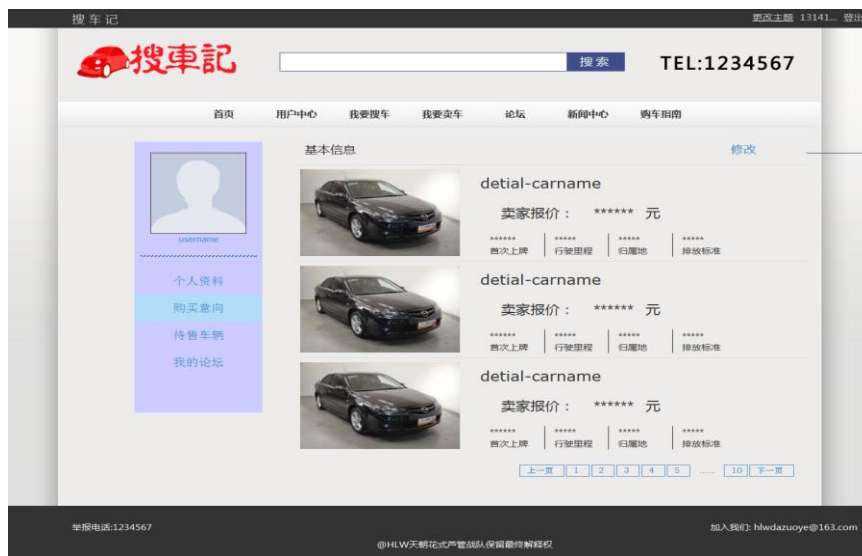 搜车记
更改主题 13141... 登出
搜車記
搜索
TEL:1234567
首页 用户中心 我要搜车 我要卖车 论坛 新闻中心 购车指南
基本信息
修改
username
个人资料
购买意向
待售车辆
我的论坛
detial-carname
卖家报价： ****** 元
****** ***** ***** *****
首次上牌 行驶里程 归属地 排放标准
detial-carname
卖家报价： ****** 元
****** ***** ***** *****
首次上牌 行驶里程 归属地 排放标准
detial-carname
卖家报价： ****** 元
****** ***** ***** *****
首次上牌 行驶里程 归属地 排放标准
上一页 1 2 3 4 5 ...... 10 下一页
举报电话:1234567
加入我们: hlwdazuoye@163.com
@HLW天朝花式芦管战队保留最终解释权